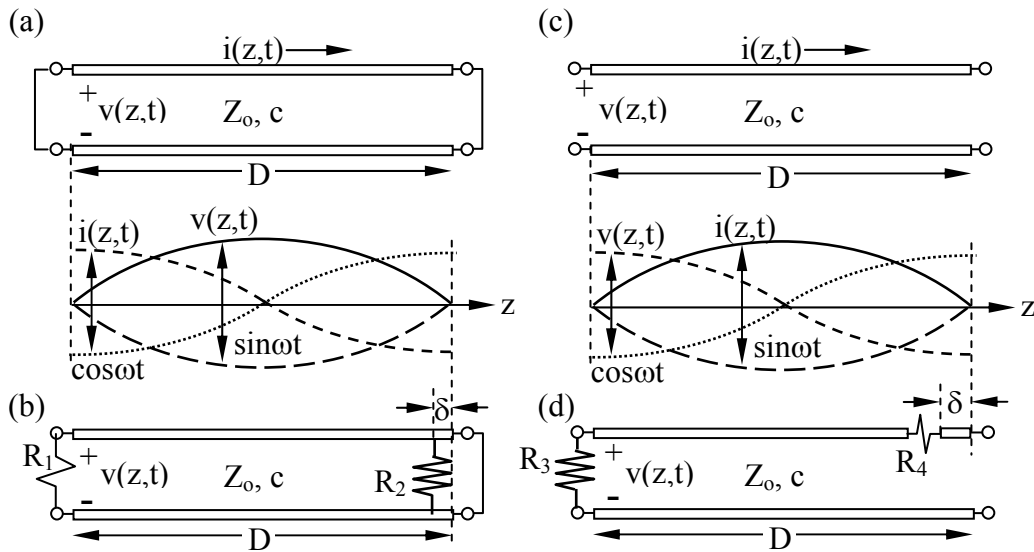 (a)
i(z,t)
+
v(z,t)
Zo, c
-
D
i(z,t)
v(z,t)
z
sinωt
cosωt
(b)
δ
R1
+
v(z,t)
Zo, c
R2
-
D
(c)
i(z,t)
+
v(z,t)
Zo, c
-
D
v(z,t)
i(z,t)
z
sinωt
cosωt
(d)
δ
R3
+
v(z,t)
Zo, c
R4
-
D